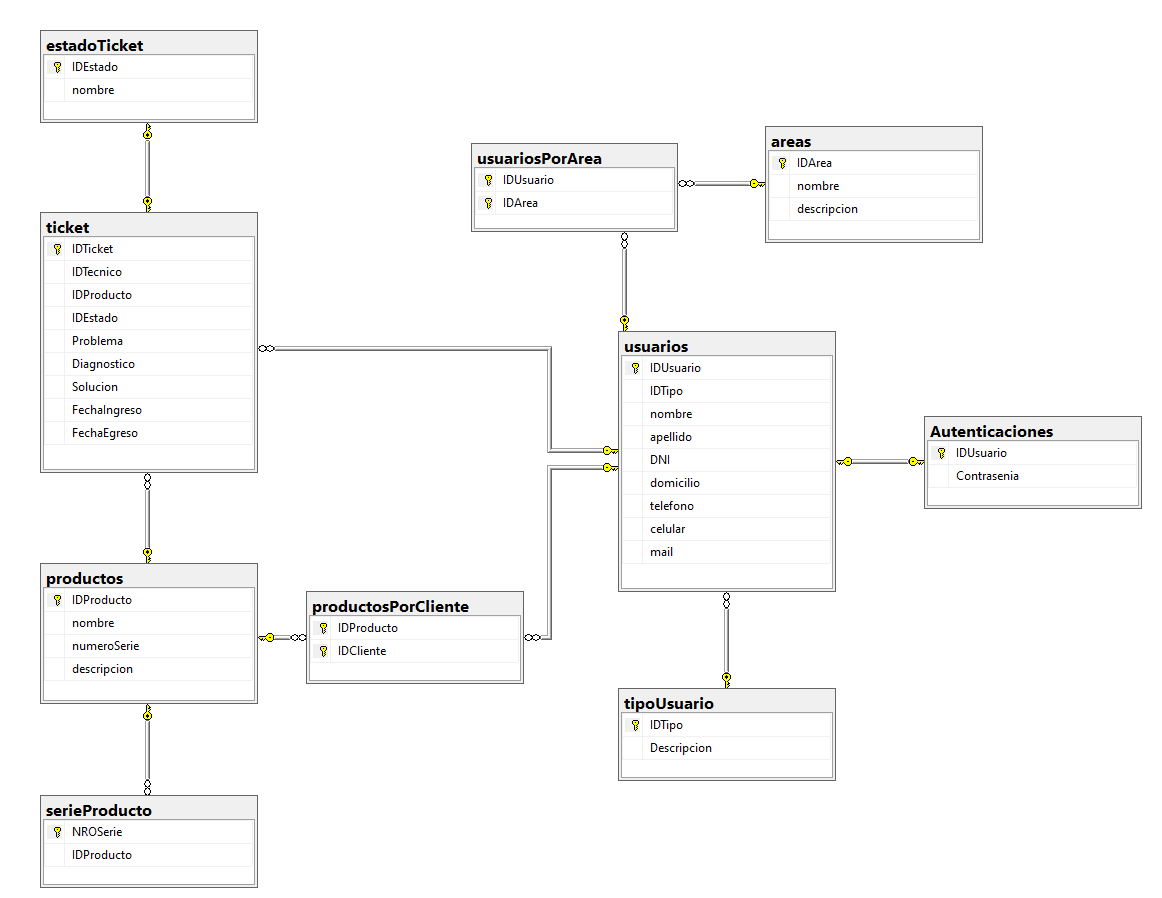 estadoTicket
IDEstado
nombre
ticket
IDTicket
IDTecnico
IDProducto
IDEstado
Problema
Diagnostico
Solucion
FechaIngreso
FechaEgreso
productos
IDProducto
nombre
numeroSerie
descripcion
serieProducto
NROSerie
IDProducto
productosPorCliente
IDProducto
IDCliente
usuariosPorArea
IDUsuario
IDArea
areas
IDArea
nombre
descripcion
usuarios
IDUsuario
IDTipo
nombre
apellido
DNI
domicilio
telefono
celular
mail
Autenticaciones
IDUsuario
Contrasenia
tipoUsuario
IDTipo
Descripcion